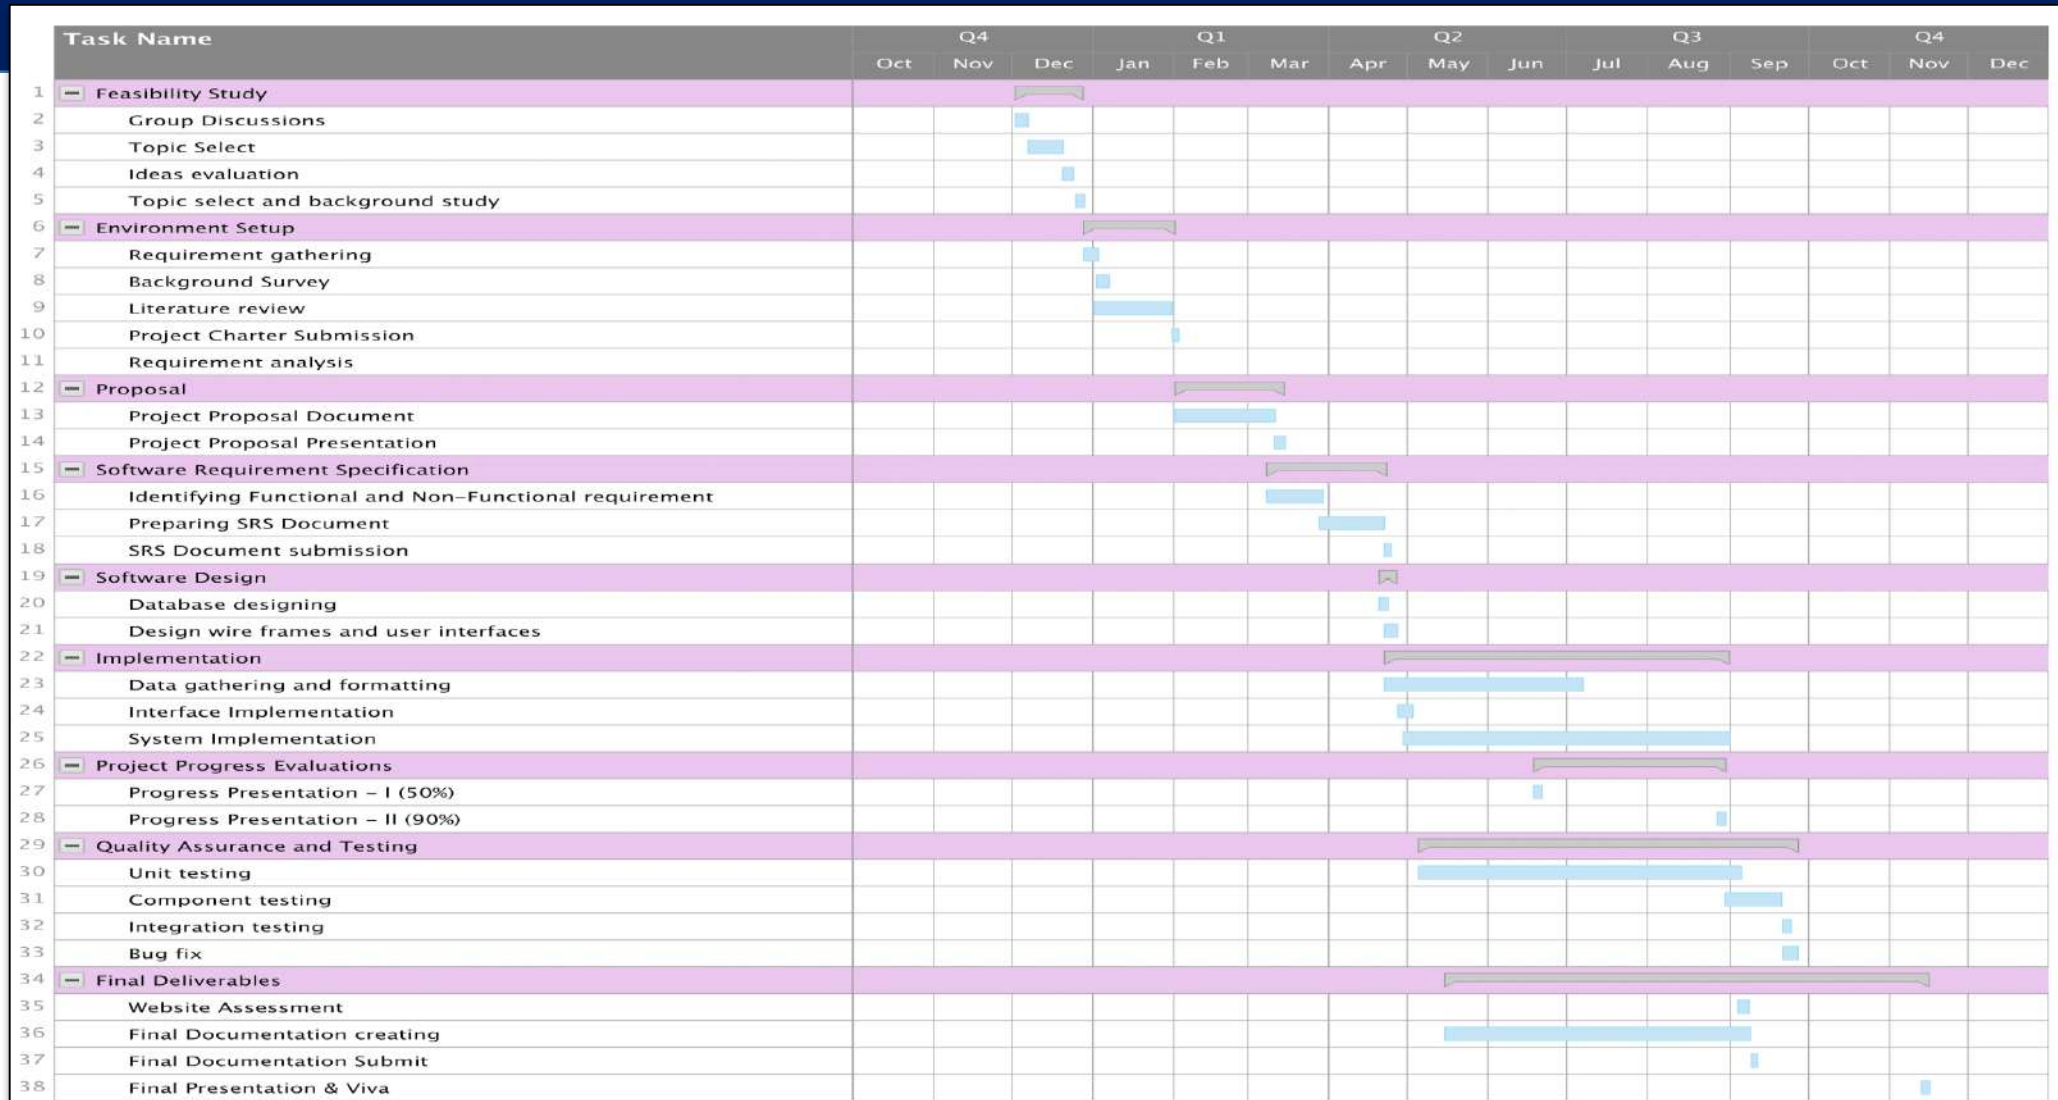 Task Name Q4 Q1 Q2 Q3 Q4
Oct Nov Dec Jan Feb Mar Apr May Jun Jul Aug Sep Oct Nov Dec
1 Feasibility Study
2 Group Discussions
3 Topic Select
4 Ideas evaluation
5 Topic select and background study
6 Environment Setup
7 Requirement gathering
8 Background Survey
9 Literature review
10 Project Charter Submission
11 Requirement analysis
12 Proposal
13 Project Proposal Document
14 Project Proposal Presentation
15 Software Requirement Specification
16 Identifying Functional and Non-Functional requirement
17 Preparing SRS Document
18 SRS Document submission
19 Software Design
20 Database designing
21 Design wire frames and user interfaces
22 Implementation
23 Data gathering and formatting
24 Interface Implementation
25 System Implementation
26 Project Progress Evaluations
27 Progress Presentation – I (50%)
28 Progress Presentation – II (90%)
29 Quality Assurance and Testing
30 Unit testing
31 Component testing
32 Integration testing
33 Bug fix
34 Final Deliverables
35 Website Assessment
36 Final Documentation creating
37 Final Documentation Submit
38 Final Presentation & Viva